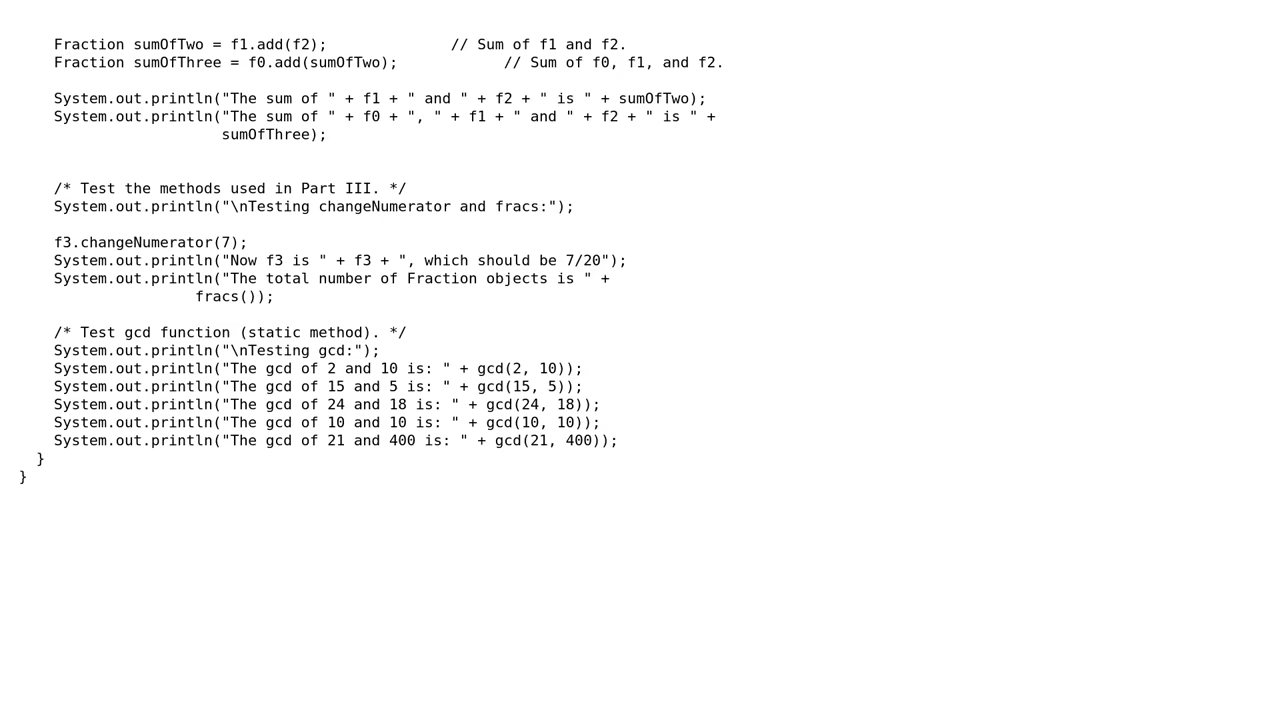 Fraction sumOfTwo = f1.add(f2);              // Sum of f1 and f2.
    Fraction sumOfThree = f0.add(sumOfTwo);            // Sum of f0, f1, and f2.

    System.out.println("The sum of " + f1 + " and " + f2 + " is " + sumOfTwo);
    System.out.println("The sum of " + f0 + ", " + f1 + " and " + f2 + " is " +
                       sumOfThree);


    /* Test the methods used in Part III. */
    System.out.println("\nTesting changeNumerator and fracs:");

    f3.changeNumerator(7);
    System.out.println("Now f3 is " + f3 + ", which should be 7/20");
    System.out.println("The total number of Fraction objects is " +
                    fracs());

    /* Test gcd function (static method). */
    System.out.println("\nTesting gcd:");
    System.out.println("The gcd of 2 and 10 is: " + gcd(2, 10));
    System.out.println("The gcd of 15 and 5 is: " + gcd(15, 5));
    System.out.println("The gcd of 24 and 18 is: " + gcd(24, 18));
    System.out.println("The gcd of 10 and 10 is: " + gcd(10, 10));
    System.out.println("The gcd of 21 and 400 is: " + gcd(21, 400));
  }
}